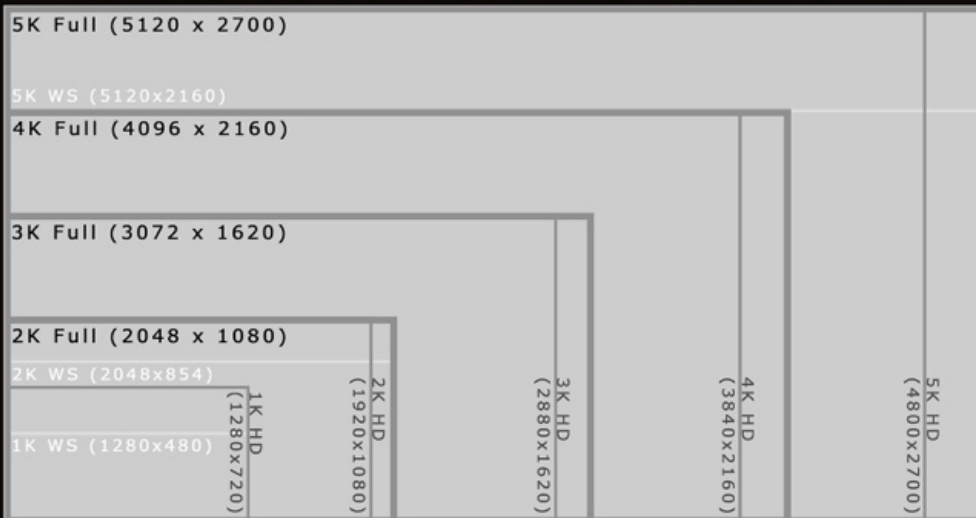 5K Full (5120 x 2700)
5K WS (5120x2160)
4K Full (4096 x 2160)
3K Full (3072 x 1620)
2K Full (2048 x 1080)
2K WS (2048x854)
1K WS (1280x480)
1K HD
(1280x720)
2K HD
(1920x1080)
3K HD
(2880x1620)
4K HD
(3840x2160)
5K HD
(4800x2700)